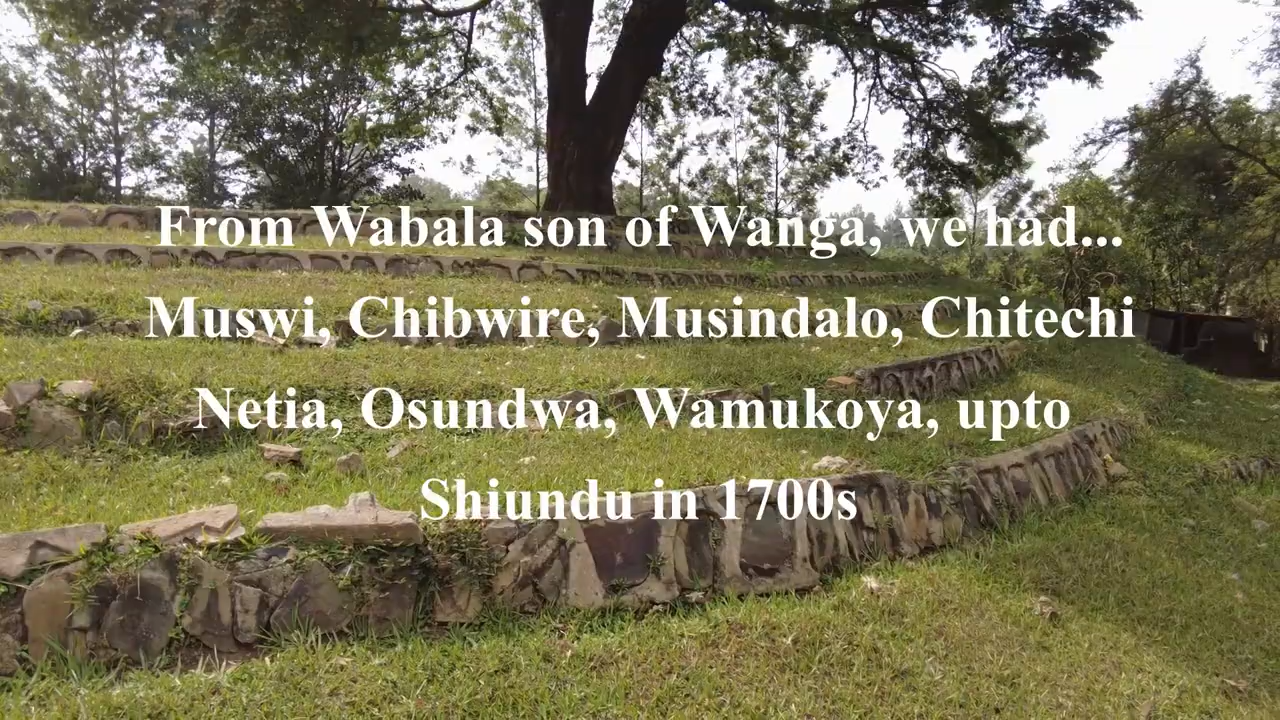 From Wabala son of Wanga, we had...
Muswi, Chibwire, Musindalo, Chitechi
Netia, Osundwa, Wamukoya, upto
Shiundu in 1700s